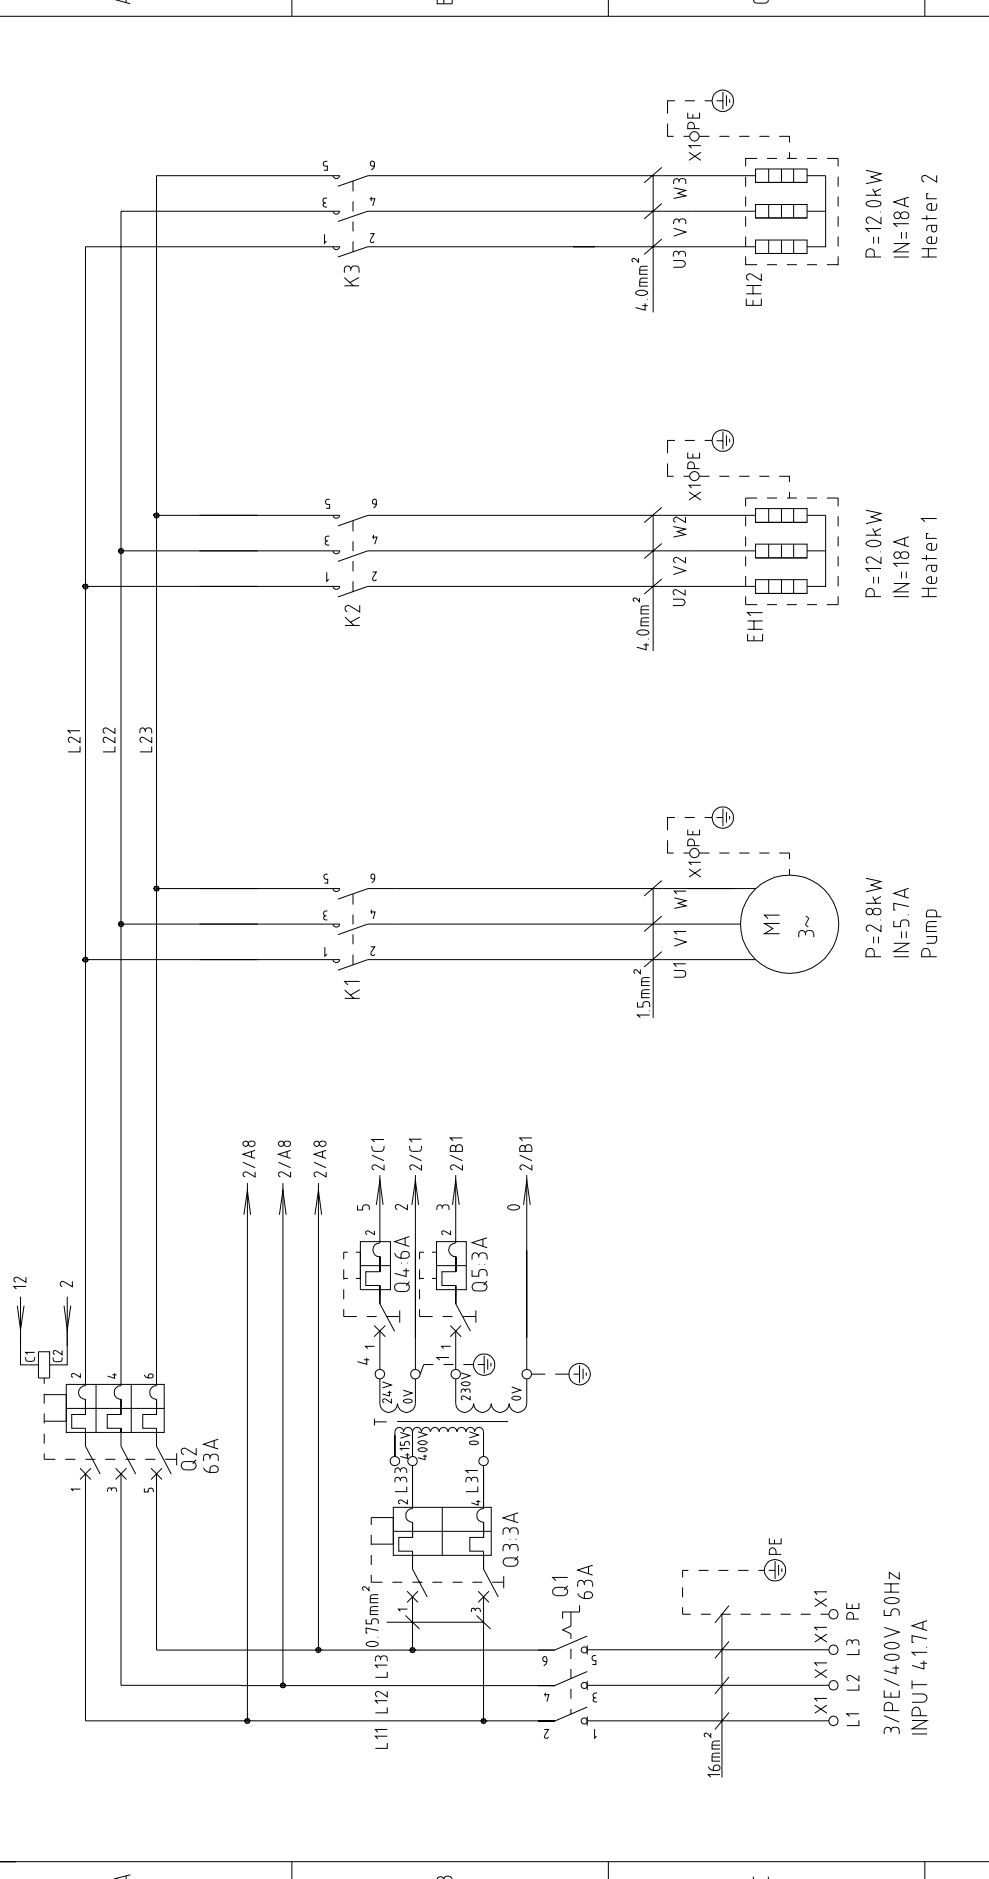 3/PE/400V 50Hz
INPUT 41.7A
L1
L2
L3
PE
X1
X1
X1
X1
16mm²
PE
Q1
63A
1
3
5
2
4
6
L11
L12
L13
0.75mm²
1
3
2
4
Q3:3A
L33
L31
415V
400V
0V
T
24V
0V
230V
0V
4
1
1
1
Q4:6A
2
Q5:3A
2
5
2
3
0
2/C1
2/C1
2/B1
2/B1
2/A8
2/A8
2/A8
1
3
5
Q2
63A
2
4
6
C1
C2
12
2
L21
L22
L23
1
3
5
K1
2
4
6
1.5mm²
U1
V1
W1
X1
PE
M1
3~
P=2.8kW
IN=5.7A
Pump
1
3
5
K2
2
4
6
4.0mm²
U2
V2
W2
X1
PE
EH1
P=12.0kW
IN=18A
Heater 1
1
3
5
K3
2
4
6
4.0mm²
U3
V3
W3
X1
PE
EH2
P=12.0kW
IN=18A
Heater 2
A